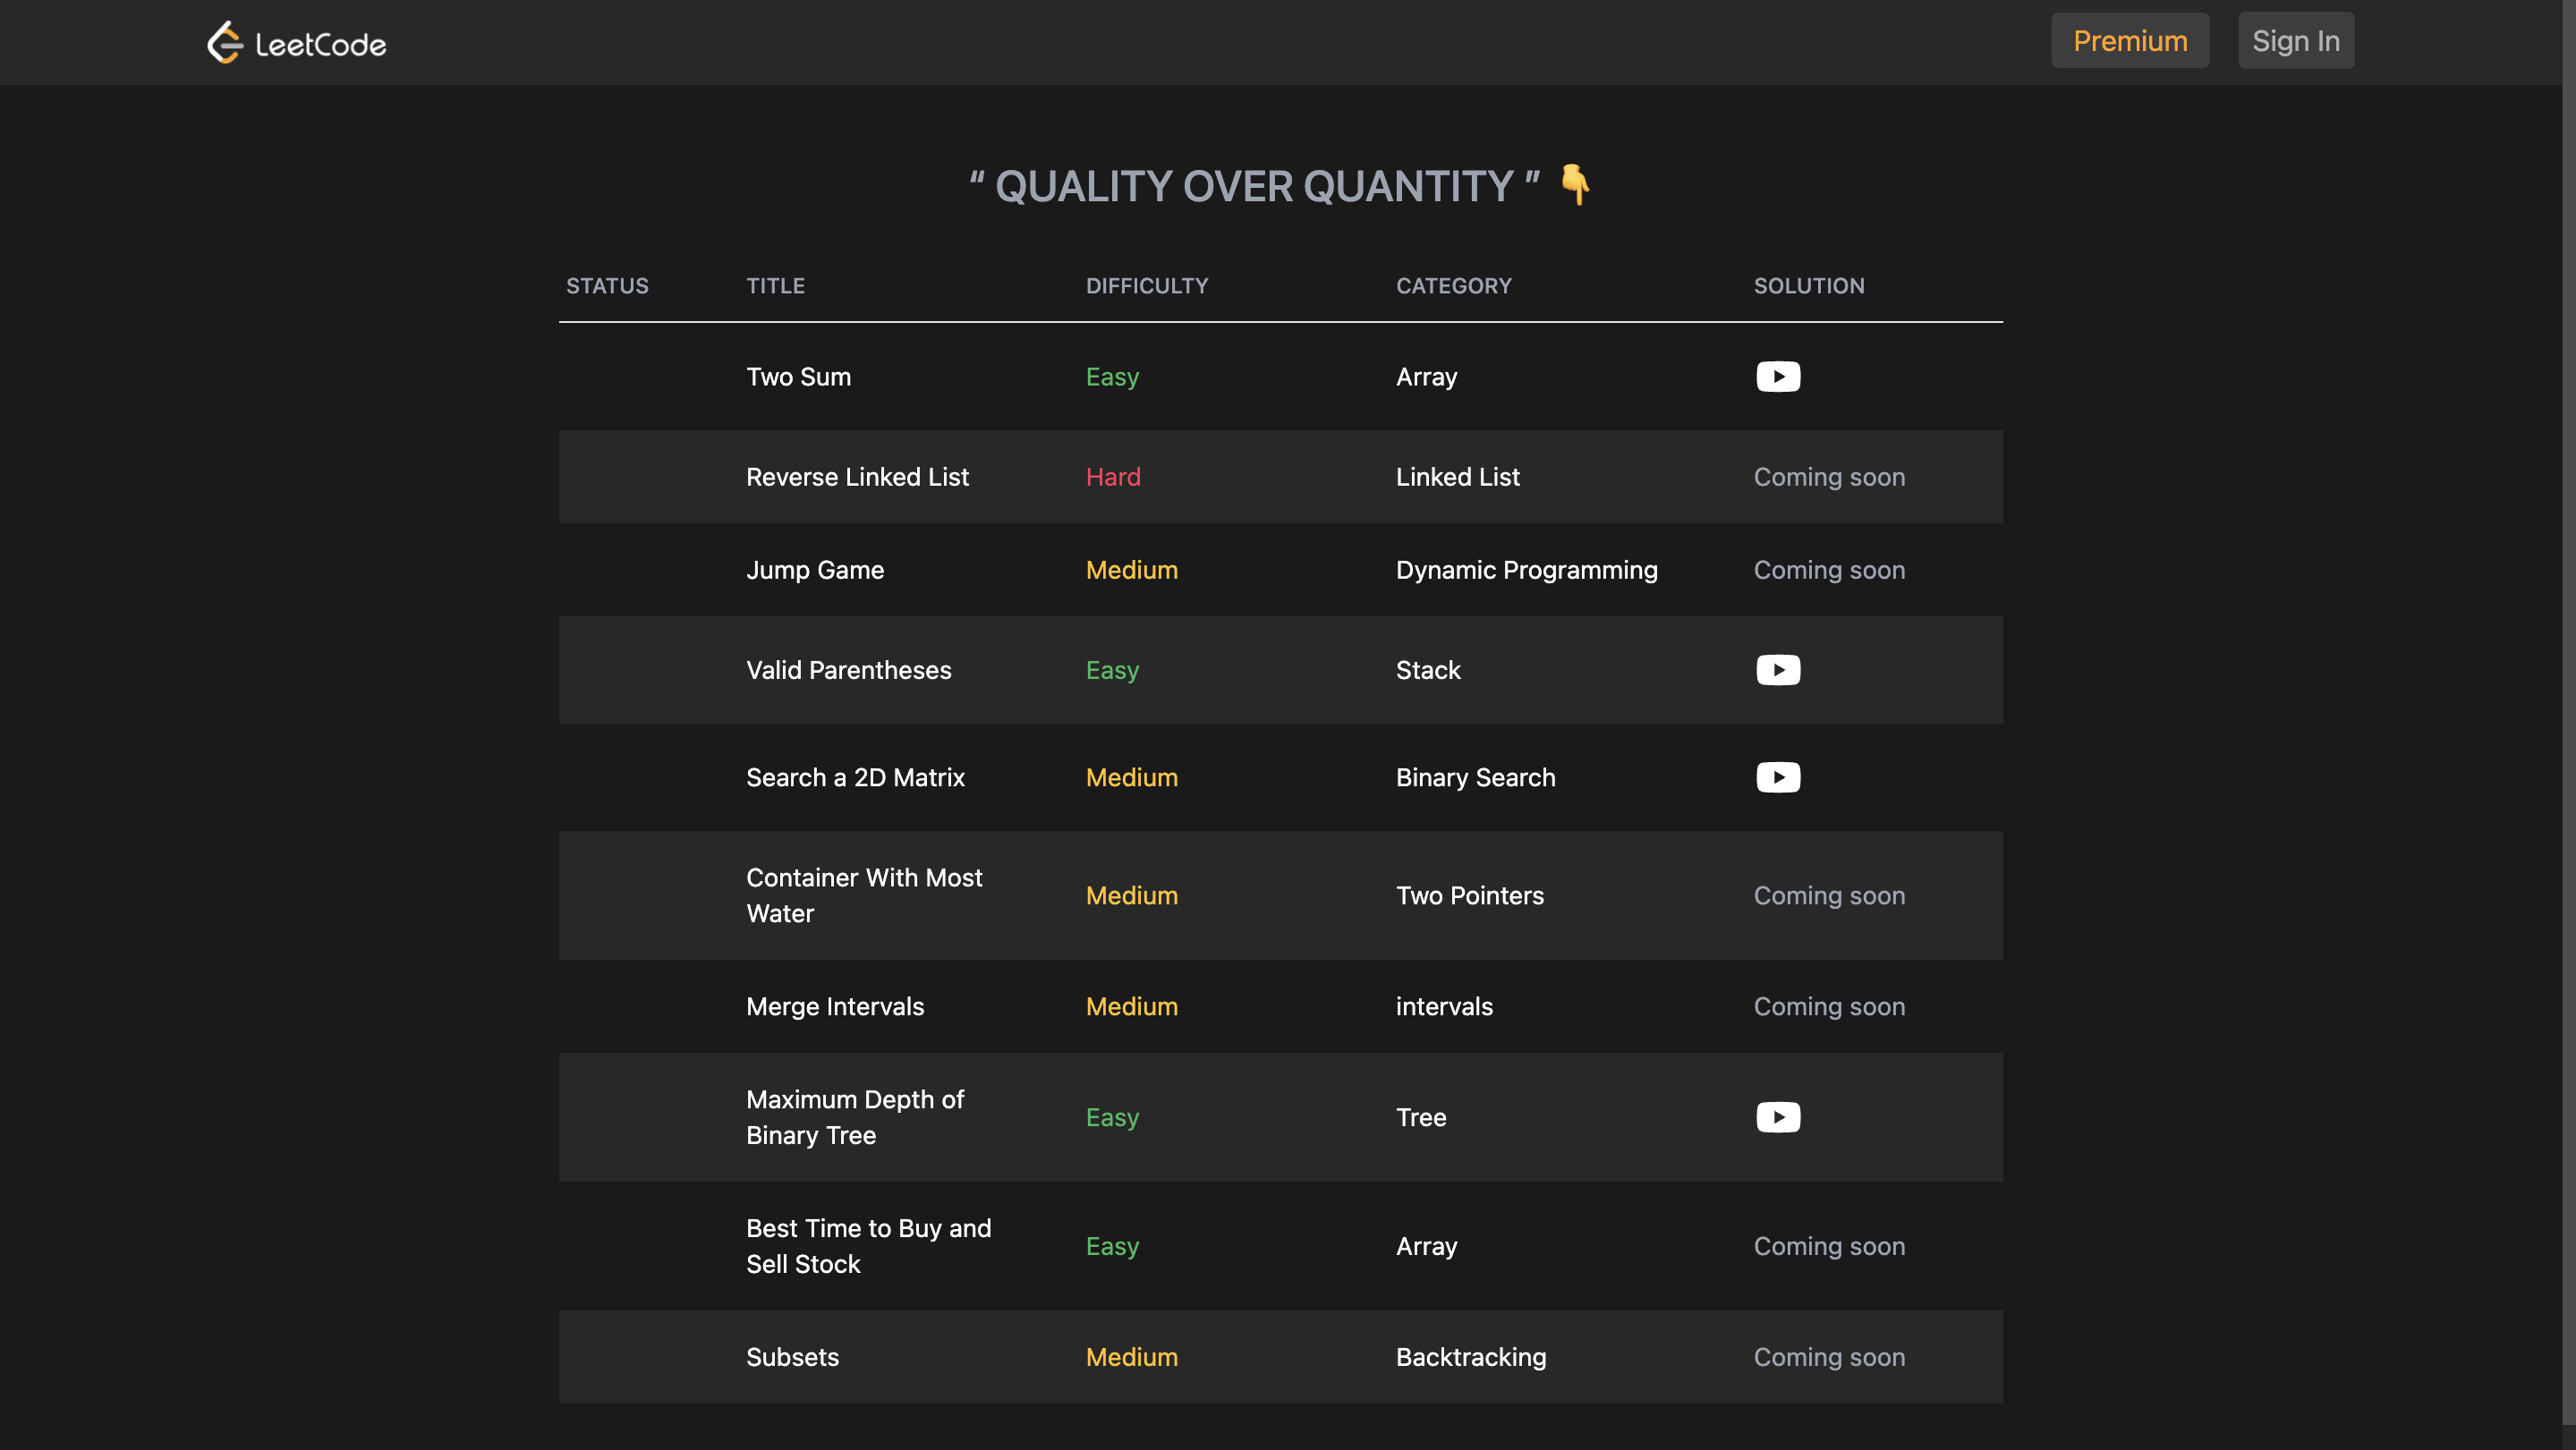 LeetCode
Premium
Sign In
“ QUALITY OVER QUANTITY ” 👇
STATUS TITLE DIFFICULTY CATEGORY SOLUTION
Two Sum Easy Array
Reverse Linked List Hard Linked List Coming soon
Jump Game Medium Dynamic Programming Coming soon
Valid Parentheses Easy Stack
Search a 2D Matrix Medium Binary Search
Container With Most
Water Medium Two Pointers Coming soon
Merge Intervals Medium intervals Coming soon
Maximum Depth of
Binary Tree Easy Tree
Best Time to Buy and
Sell Stock Easy Array Coming soon
Subsets Medium Backtracking Coming soon